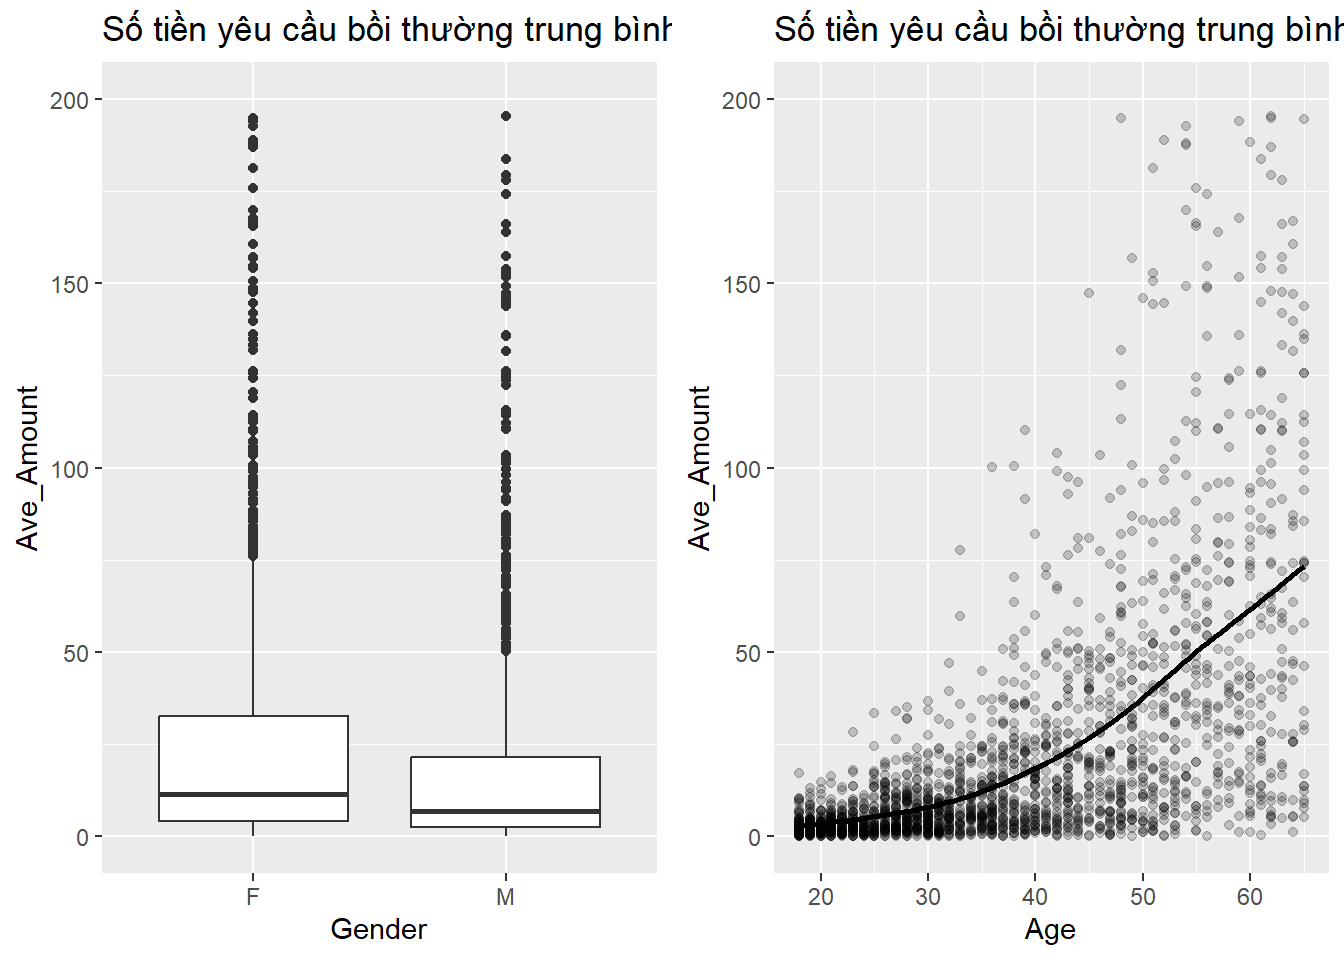 Số tiền yêu cầu bồi thường trung bình
200
150
100
50
0
Ave_Amount
F
M
Gender
Số tiền yêu cầu bồi thường trung bình
200
150
100
50
0
Ave_Amount
20
30
40
50
60
Age